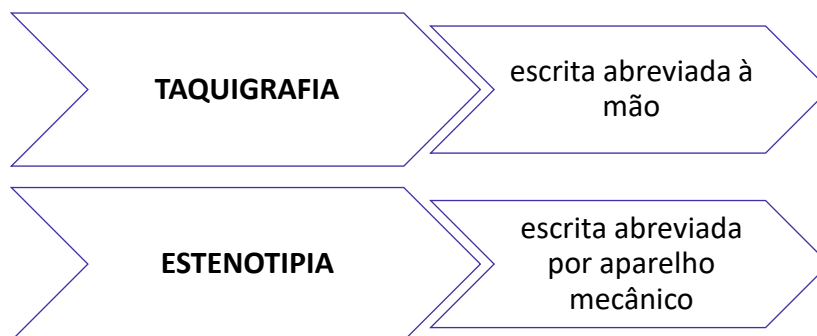 TAQUIGRAFIA
escrita abreviada à
mão
ESTENOTIPIA
escrita abreviada
por aparelho
mecânico